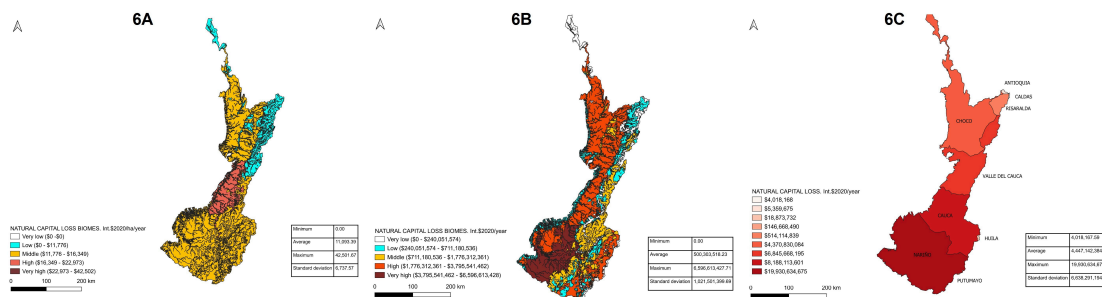 6A
NATURAL CAPITAL LOSS BIOMES. Int.$2020/ha/year
Very low ($0 -$0)
Low ($0 - $11,776)
Middle ($11,776 - $16,349)
High ($16,349 - $22,973)
Very high ($22,973 - $42,502)
0 100 200 km
Minimum 0.00
Average 11,093.39
Maximum 42,501.67
Standard deviation 6,737.57
6B
NATURAL CAPITAL LOSS BIOMES. Int.$2020/year
Very low ($0 - $240,051,574)
Low ($240,051,574 - $711,180,536)
Middle ($711,180,536 - $1,776,312,361)
High ($1,776,312,361 - $3,795,541,462)
Very high ($3,795,541,462 - $6,596,613,428)
0 100 200 km
Minimum 0.00
Average 500,303,518.23
Maximum 6,596,613,427.71
Standard deviation 1,021,501,399.69
6C
ANTIOQUIA
CALDAS
RISARALDA
CHOCO
VALLE DEL CAUCA
CAUCA
HUILA
NARIÑO
PUTUMAYO
NATURAL CAPITAL LOSS. Int.$2020/year
$4,018,168
$5,359,675
$18,873,732
$146,668,490
$514,114,839
$4,370,830,084
$6,845,668,195
$8,188,113,601
$19,930,634,675
0 100 200 km
Minimum 4,018,167.59
Average 4,447,142,384
Maximum 19,930,634,67
Standard deviation 6,638,291,194